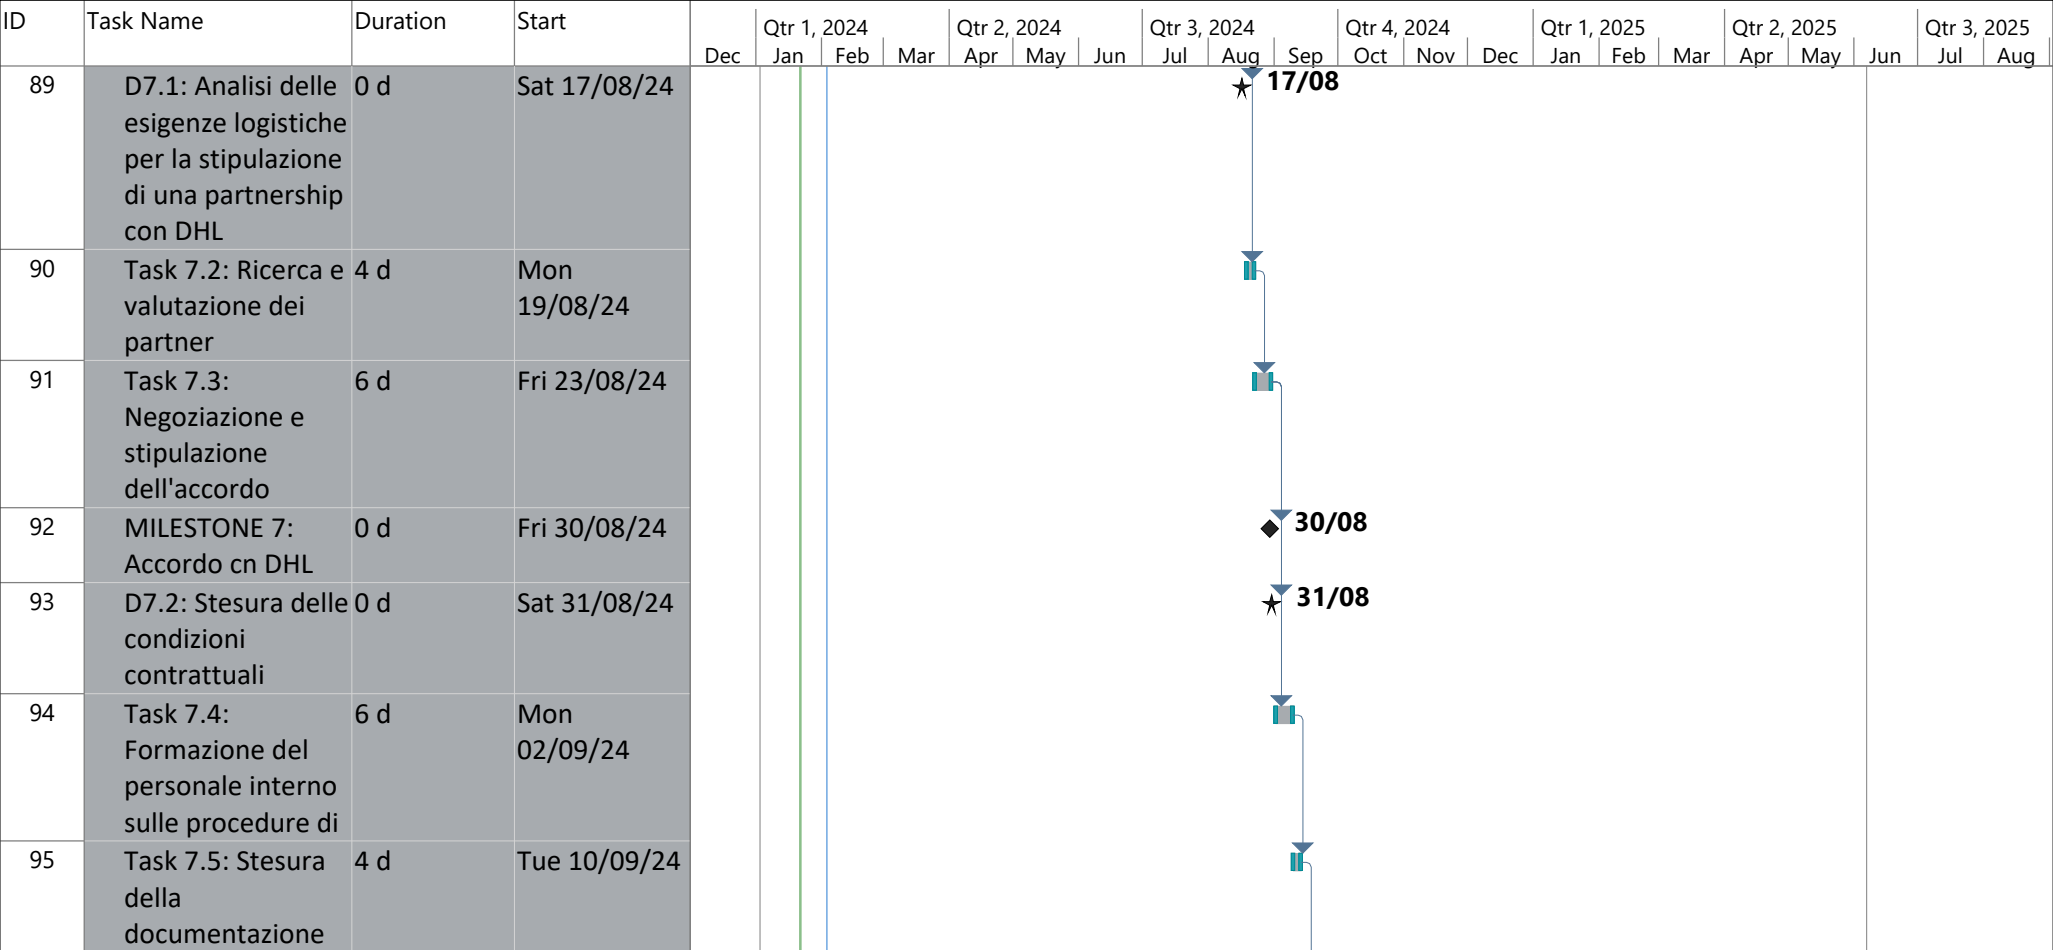 ID Task Name Duration Start
Qtr 1, 2024 Qtr 2, 2024 Qtr 3, 2024 Qtr 4, 2024 Qtr 1, 2025 Qtr 2, 2025 Qtr 3, 2025
Dec Jan Feb Mar Apr May Jun Jul Aug Sep Oct Nov Dec Jan Feb Mar Apr May Jun Jul Aug
89 D7.1: Analisi delle 0 d Sat 17/08/24 17/08
esigenze logistiche
per la stipulazione
di una partnership
con DHL
90 Task 7.2: Ricerca e 4 d Mon
valutazione dei 19/08/24
partner
91 Task 7.3: 6 d Fri 23/08/24
Negoziazione e
stipulazione
dell'accordo
92 MILESTONE 7: 0 d Fri 30/08/24 30/08
Accordo cn DHL
93 D7.2: Stesura delle 0 d Sat 31/08/24 31/08
condizioni
contrattuali
94 Task 7.4: 6 d Mon
Formazione del 02/09/24
personale interno
sulle procedure di
95 Task 7.5: Stesura 4 d Tue 10/09/24
della
documentazione